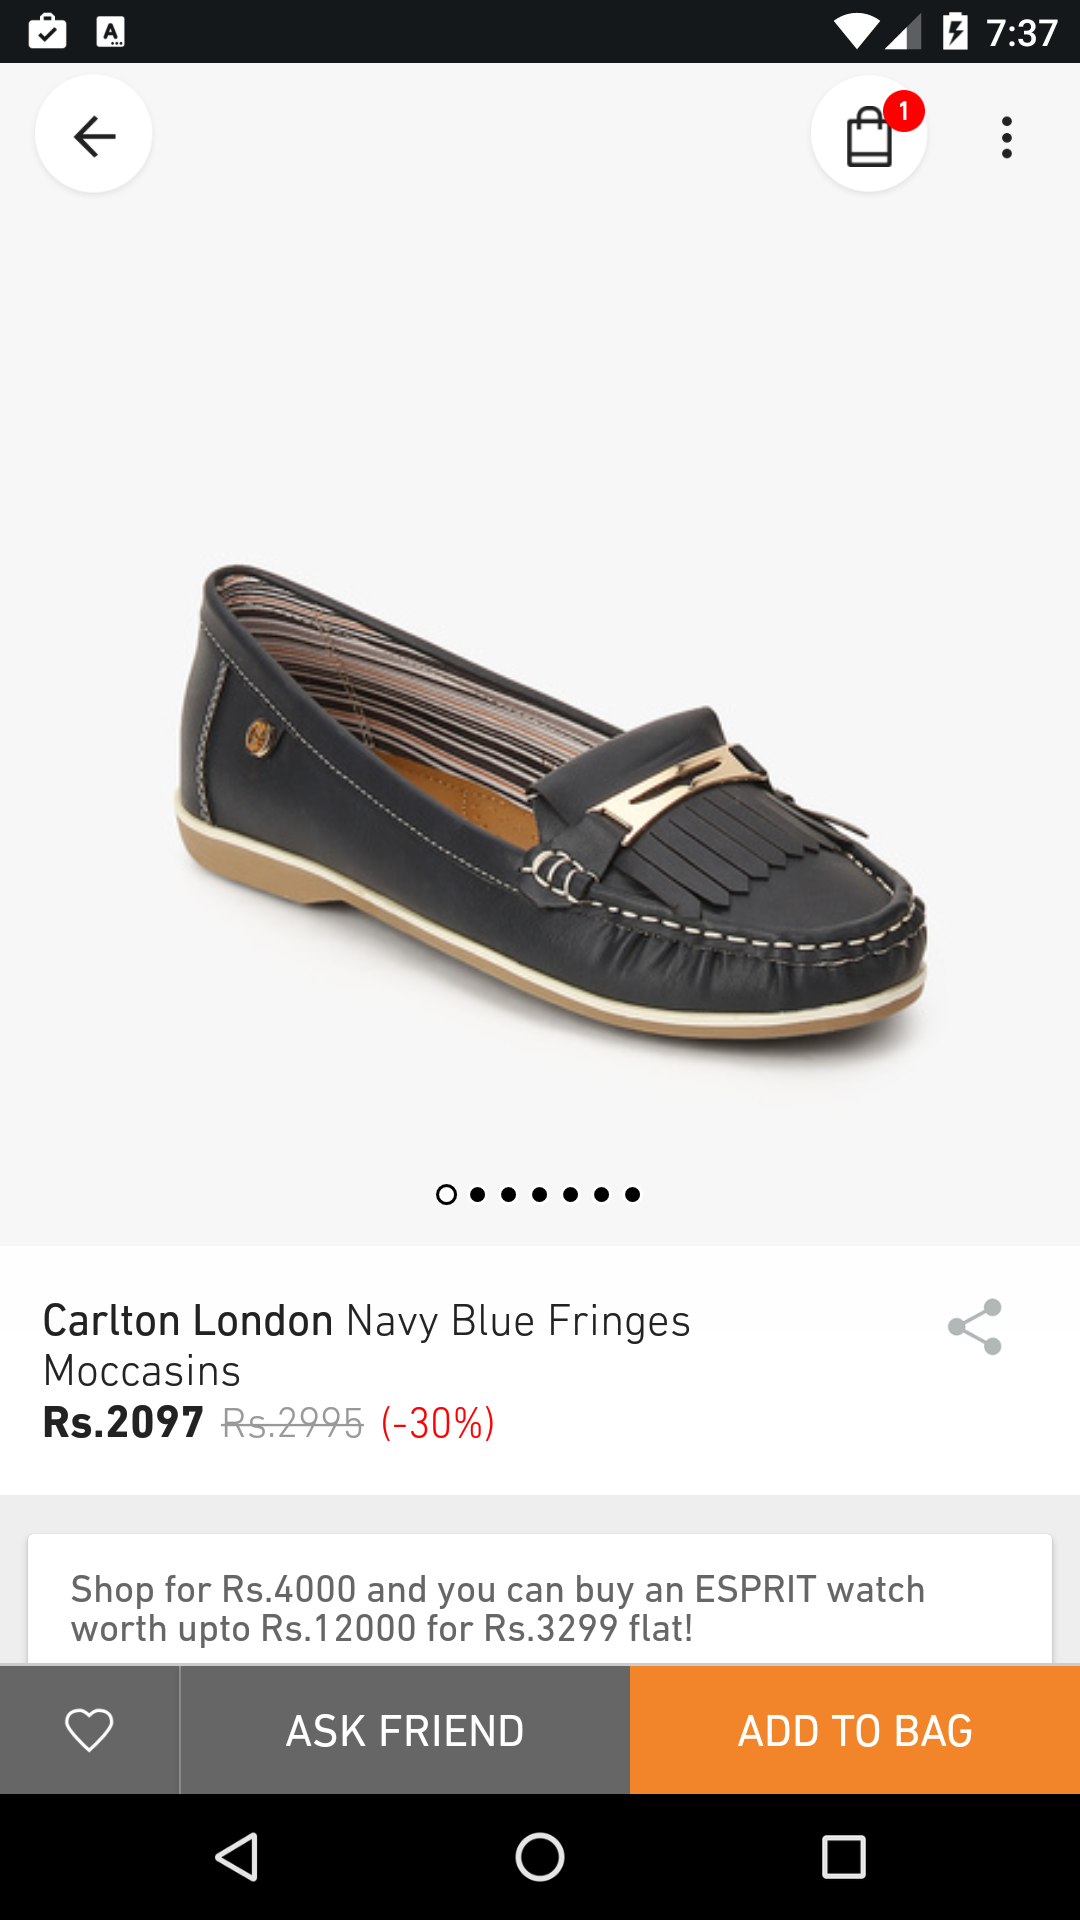 7:37
1
Carlton London Navy Blue Fringes
Moccasins
Rs.2097 Rs.2995 (-30%)
Shop for Rs.4000 and you can buy an ESPRIT watch
worth upto Rs.12000 for Rs.3299 flat!
ASK FRIEND
ADD TO BAG